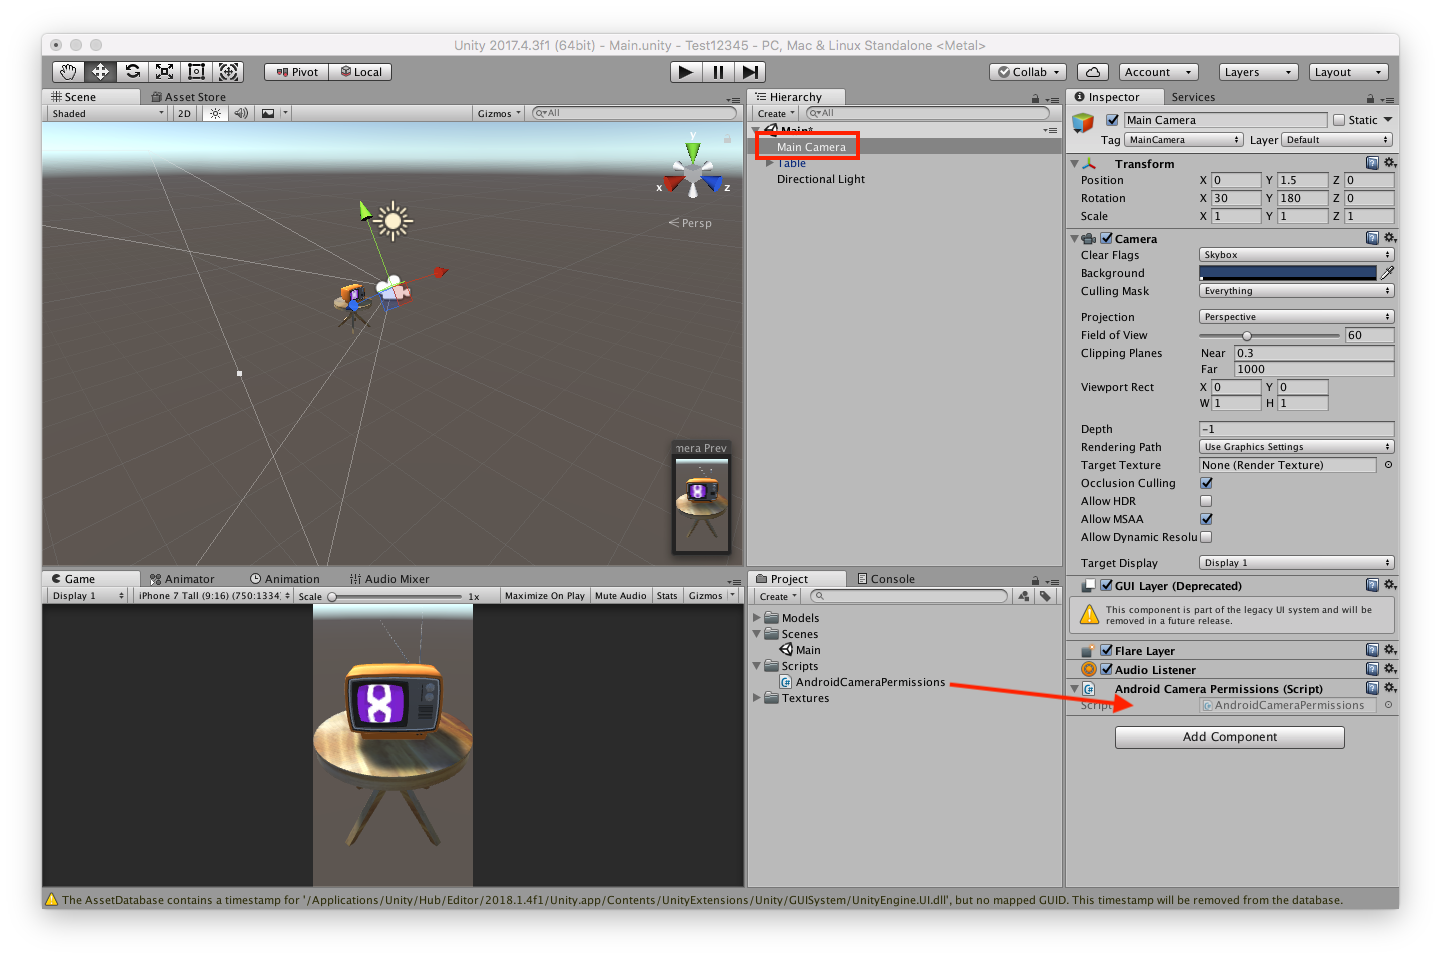 Unity 2017.4.3f1 (64bit) - Main.unity - Test12345 - PC, Mac & Linux Standalone <Metal>
Pivot Local Collab Account Layers Layout
Scene Asset Store
Shaded 2D Gizmos All
y
x z
Persp
mera Prev
Hierarchy
Create All
Main*
Main Camera
Table
Directional Light
Inspector Services
Main Camera Static
Tag MainCamera Layer Default
Transform
Position X 0 Y 1.5 Z 0
Rotation X 30 Y 180 Z 0
Scale X 1 Y 1 Z 1
Camera
Clear Flags Skybox
Background
Culling Mask Everything
Projection Perspective
Field of View 60
Clipping Planes Near 0.3
Far 1000
Viewport Rect X 0 Y 0
W 1 H 1
Depth -1
Rendering Path Use Graphics Settings
Target Texture None (Render Texture)
Occlusion Culling
Allow HDR
Allow MSAA
Allow Dynamic Resolu
Target Display Display 1
GUI Layer (Deprecated)
This component is part of the legacy UI system and will be
removed in a future release.
Flare Layer
Audio Listener
Android Camera Permissions (Script)
Script AndroidCameraPermissions
Add Component
Game Animator Animation Audio Mixer
Display 1 iPhone 7 Tall (9:16) (750:1334) Scale 1x Maximize On Play Mute Audio Stats Gizmos
Project Console
Create
Models
Scenes
Main
Scripts
AndroidCameraPermissions
Textures
The AssetDatabase contains a timestamp for '/Applications/Unity/Hub/Editor/2018.1.4f1/Unity.app/Contents/UnityExtensions/Unity/GUISystem/UnityEngine.UI.dll', but no mapped GUID. This timestamp will be removed from the database.